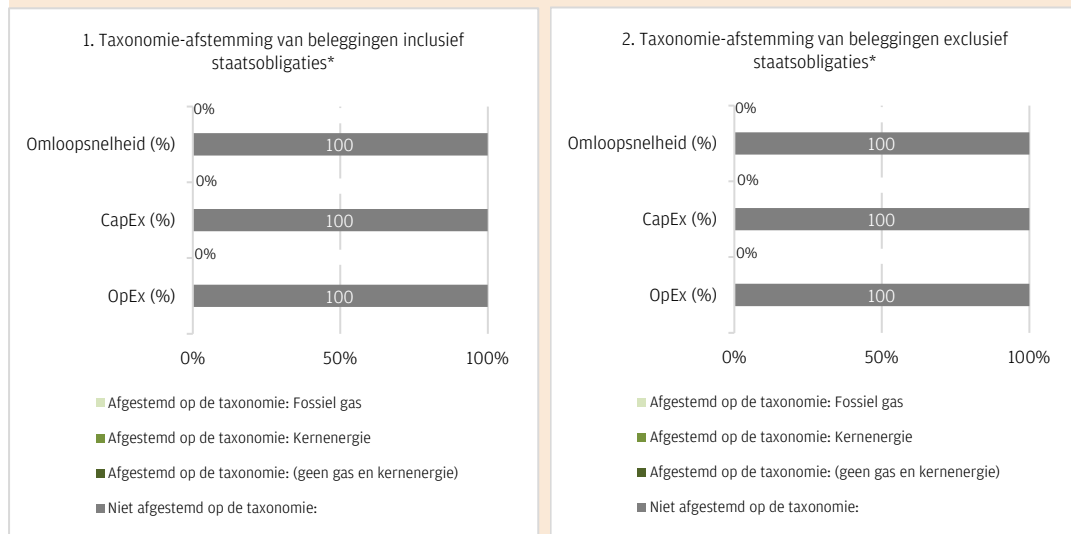 1. Taxonomie-afstemming van beleggingen inclusief
staatsobligaties*
0%
Omloopsnelheid (%)
100
0%
CapEx (%)
100
0%
OpEx (%)
100
0%
50%
100%
Afgestemd op de taxonomie: Fossiel gas
Afgestemd op de taxonomie: Kernenergie
Afgestemd op de taxonomie: (geen gas en kernenergie)
Niet afgestemd op de taxonomie:
2. Taxonomie-afstemming van beleggingen exclusief
staatsobligaties*
0%
Omloopsnelheid (%)
100
0%
CapEx (%)
100
0%
OpEx (%)
100
0%
50%
100%
Afgestemd op de taxonomie: Fossiel gas
Afgestemd op de taxonomie: Kernenergie
Afgestemd op de taxonomie: (geen gas en kernenergie)
Niet afgestemd op de taxonomie: